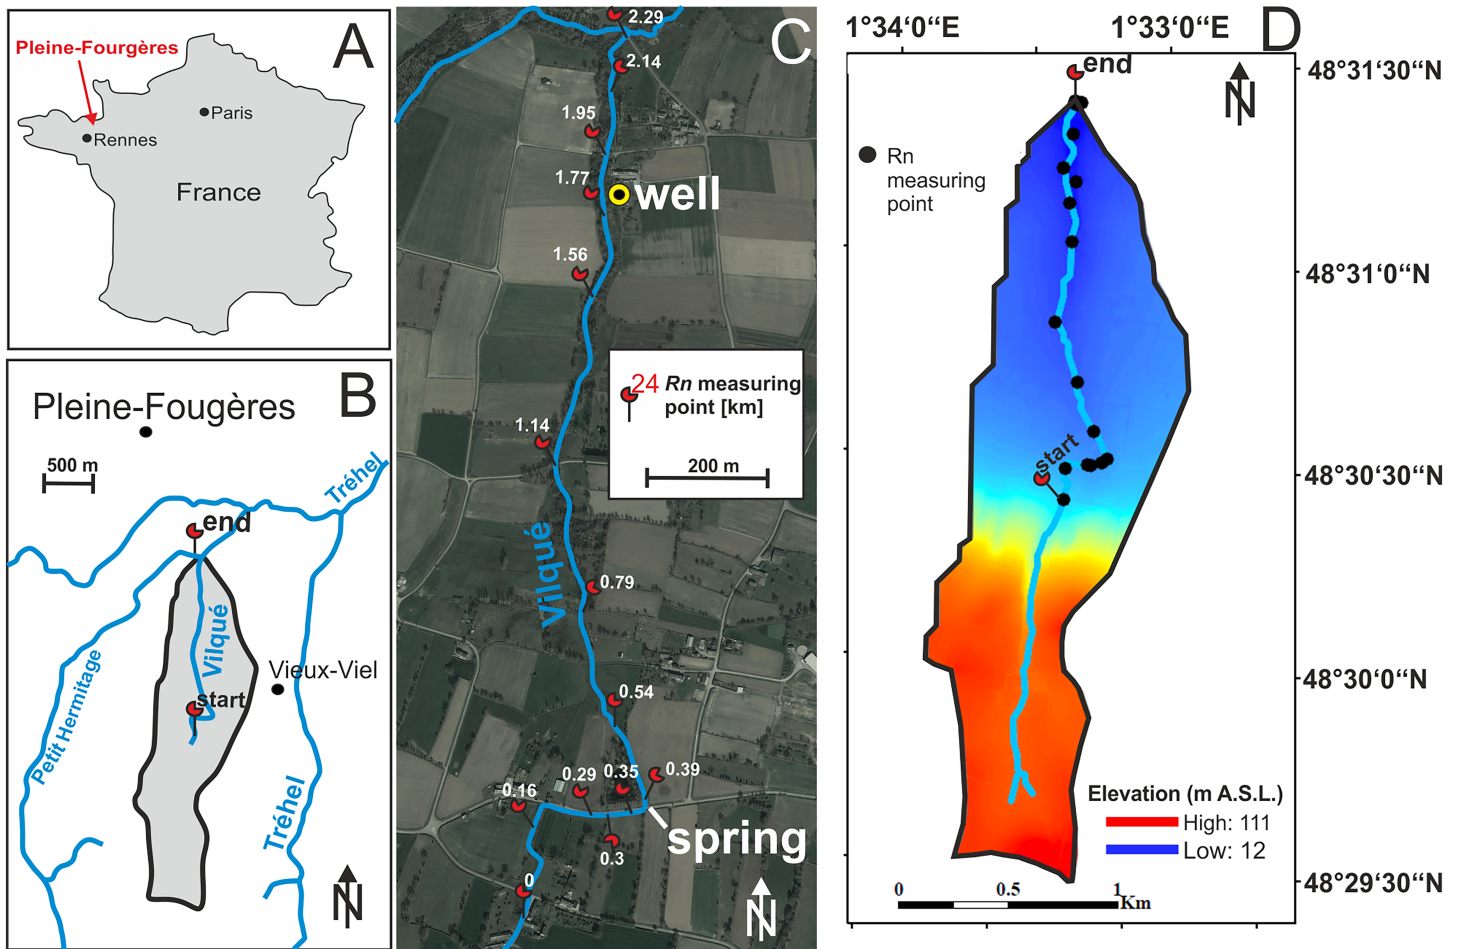 A
Pleine-Fourgères
Paris
Rennes
France
B
Pleine-Fougères
500 m
Tréhel
end
Vilqué
Vieux-Viel
start
Petit Hermitage
Tréhel
N
C
2.29
2.14
1.95
1.77
well
1.56
24 Rn measuring
point [km]
200 m
1.14
Vilqué
0.79
0.54
0.39
0.35
0.29
0.16
spring
0.3
0
N
D
1°34‘0“E
1°33‘0“E
end
48°31‘30“N
N
Rn
measuring
point
48°31‘0“N
start
48°30‘30“N
48°30‘0“N
Elevation (m A.S.L.)
High: 111
Low: 12
0
0.5
1
Km
48°29‘30“N